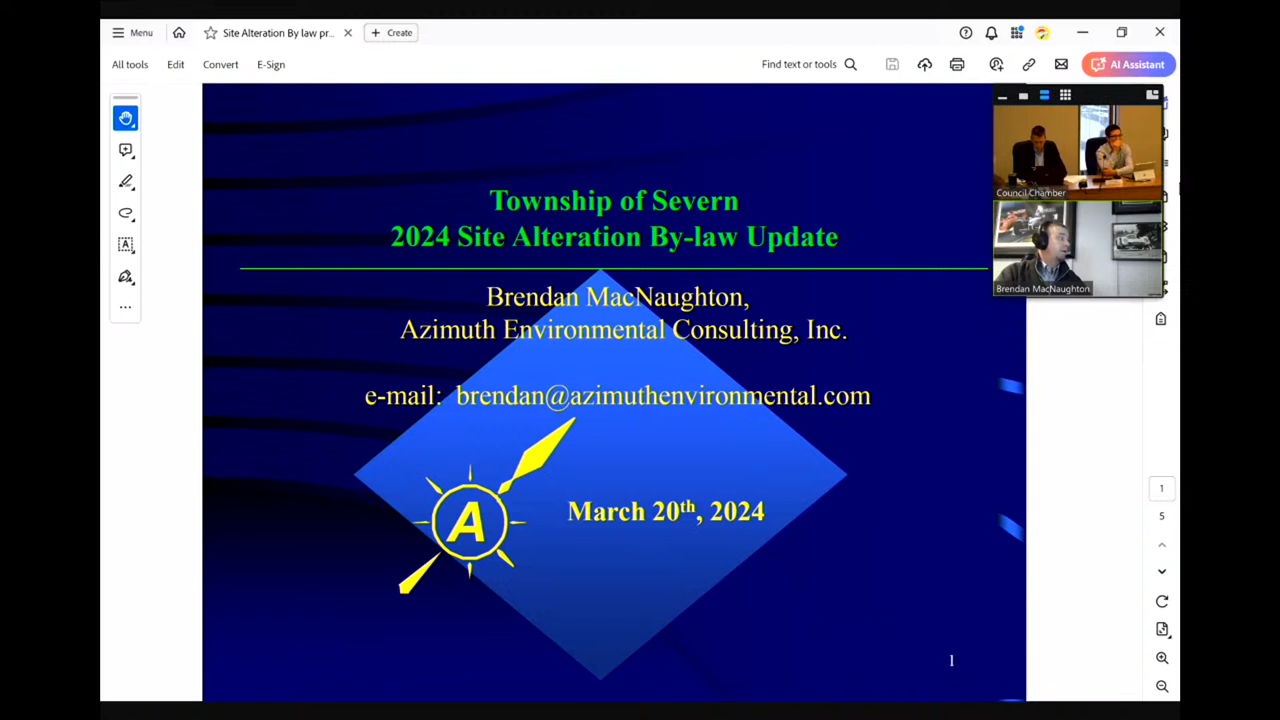 Menu
Site Alteration By law pr...
Create
All tools
Edit
Convert
E-Sign
Find text or tools
AI Assistant
Council Chamber
Brendan MacNaughton
Township of Severn
2024 Site Alteration By-law Update
Brendan MacNaughton,
Azimuth Environmental Consulting, Inc.
e-mail: brendan@azimuthenvironmental.com
A
March 20th, 2024
1
1
5